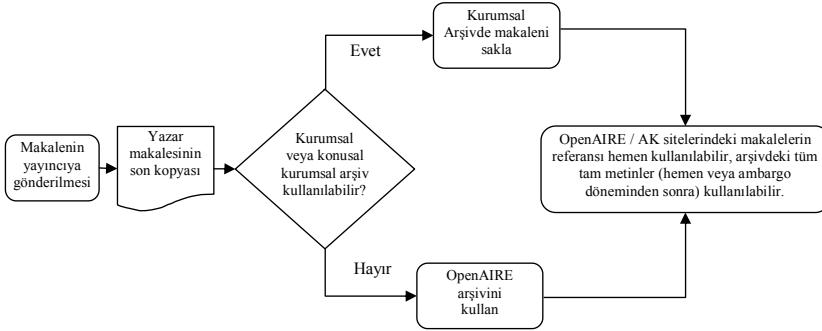 Makalenin
yayıncıya
gönderilmesi
Yazar
makalesinin
son kopyası
Kurumsal
veya konusal
kurumsal arşiv
kullanılabilir?
Evet
Kurumsal
Arşivde makaleni
sakla
Hayır
OpenAIRE
arşivini
kullan
OpenAIRE / AK sitelerindeki makalelerin
referansı hemen kullanılabilir, arşivdeki tüm
tam metinler (hemen veya ambargo
döneminden sonra) kullanılabilir.